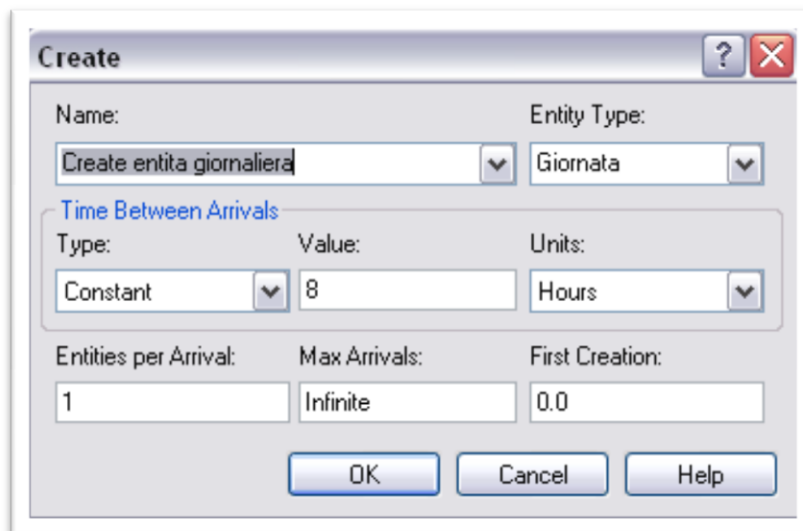 Create
Name: Entity Type:
Create entita giornaliera Giornata
Time Between Arrivals
Type: Value: Units:
Constant 8 Hours
Entities per Arrival: Max Arrivals: First Creation:
1 Infinite 0.0
OK Cancel Help